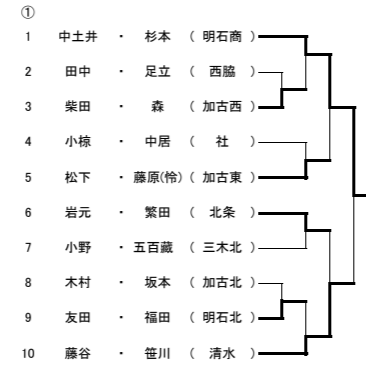 ①
1 中土井 ・ 杉本 ( 明石商 )
2 田中 ・ 足立 ( 西脇 )
3 柴田 ・ 森 ( 加古西 )
4 小椋 ・ 中居 ( 社 )
5 松下 ・ 藤原(怜) ( 加古東 )
6 岩元 ・ 繁田 ( 北条 )
7 小野 ・ 五百蔵 ( 三木北 )
8 木村 ・ 坂本 ( 加古北 )
9 友田 ・ 福田 ( 明石北 )
10 藤谷 ・ 笹川 ( 清水 )